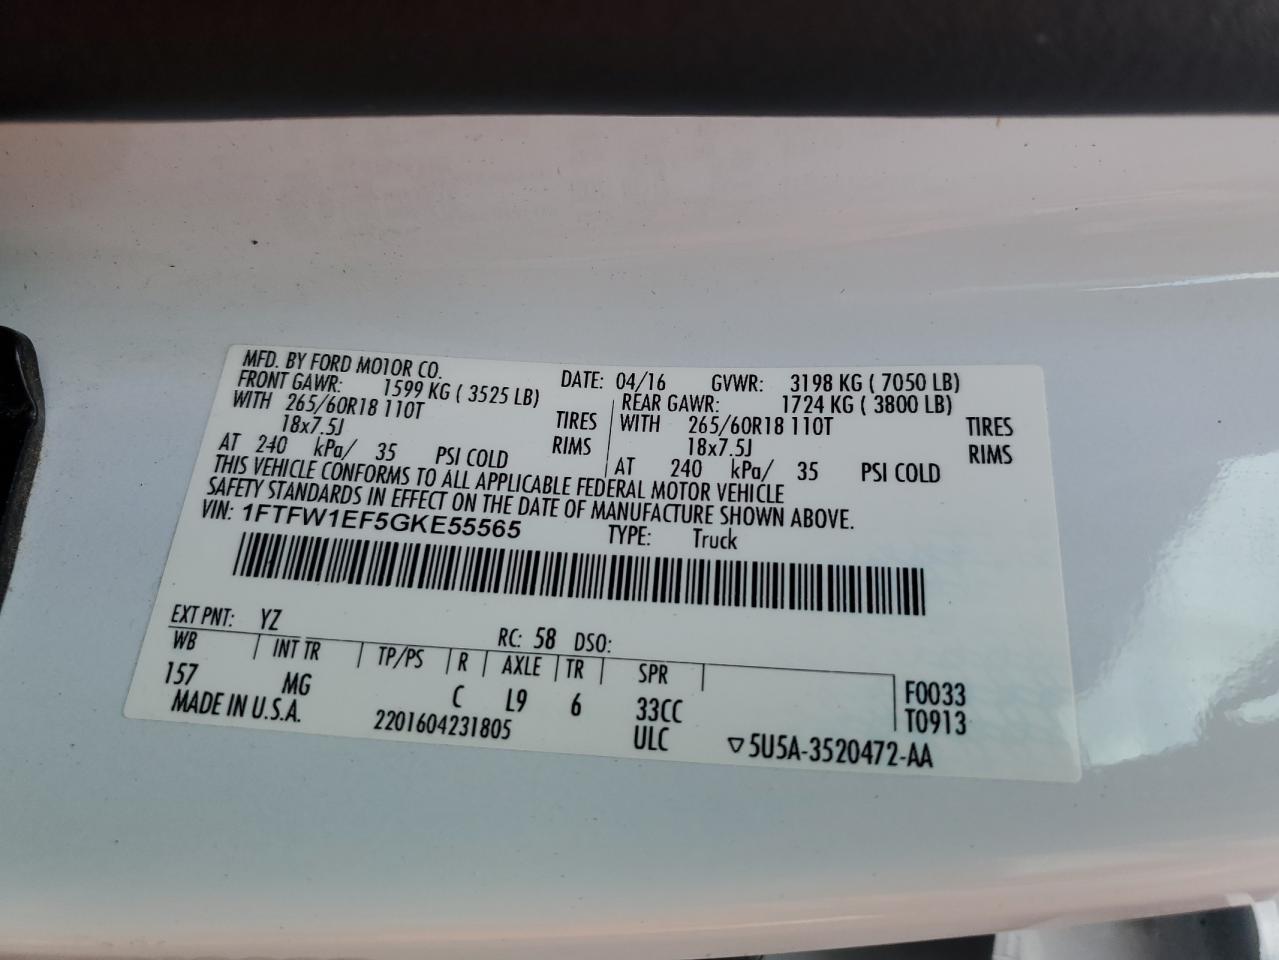 MFD. BY FORD MOTOR CO.
DATE: 04/16 GVWR: 3198 KG ( 7050 LB)
FRONT GAWR: 1599 KG ( 3525 LB)
WITH 265/60R18 110T TIRES
18x7.5J RIMS
AT 240 kPa/ 35 PSI COLD
REAR GAWR: 1724 KG ( 3800 LB)
WITH 265/60R18 110T TIRES
18x7.5J RIMS
AT 240 kPa/ 35 PSI COLD
THIS VEHICLE CONFORMS TO ALL APPLICABLE FEDERAL MOTOR VEHICLE
SAFETY STANDARDS IN EFFECT ON THE DATE OF MANUFACTURE SHOWN ABOVE.
VIN: 1FTFW1EF5GKE55565 TYPE: Truck
EXT PNT: YZ RC: 58 DSO:
WB INT TR TP/PS R AXLE TR SPR
157 MG C L9 6 33CC F0033
MADE IN U.S.A. 2201604231805 ULC T0913
▽5U5A-3520472-AA